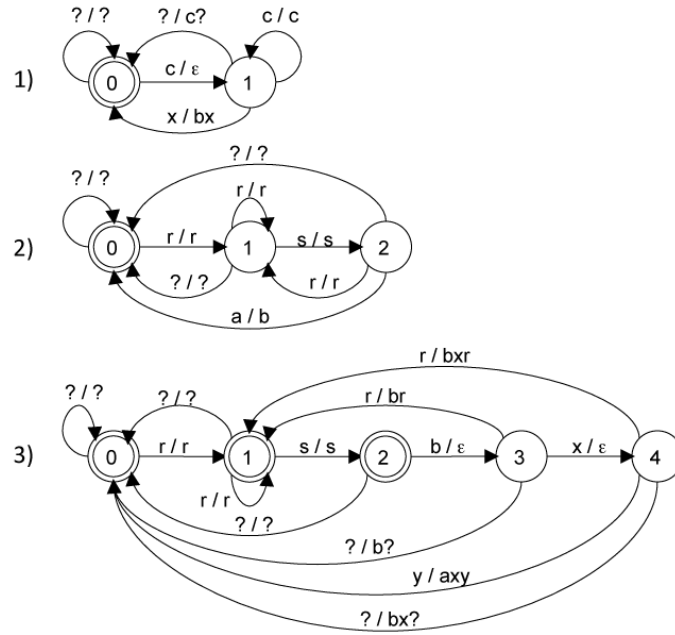 ? / ?
? / c?
c / c
1)
0
c / ε
1
x / bx
? / ?
? / ?
r / r
2)
0
r / r
1
s / s
2
? / ?
r / r
a / b
r / bxr
? / ?
? / ?
r / br
3)
0
r / r
1
s / s
2
b / ε
3
x / ε
4
r / r
? / ?
? / b?
y / axy
? / bx?